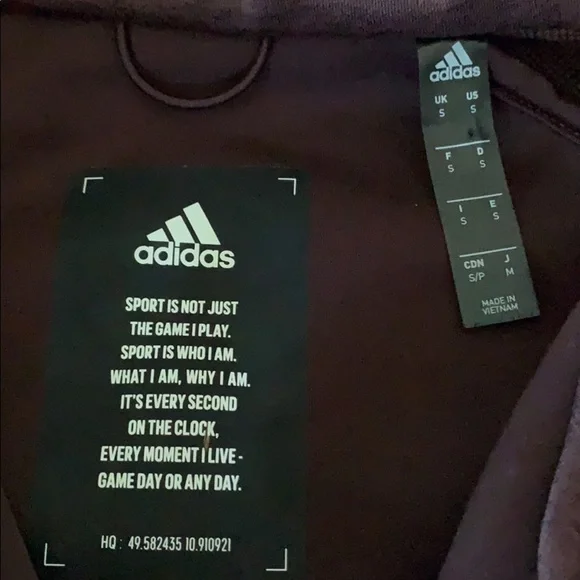 adidas
SPORT IS NOT JUST
THE GAME I PLAY.
SPORT IS WHO I AM.
WHAT I AM, WHY I AM.
IT'S EVERY SECOND
ON THE CLOCK,
EVERY MOMENT I LIVE -
GAME DAY OR ANY DAY.
HQ : 49.582435 10.910921
adidas
UK US
S S
F D
S S
I E
S S
CDN J
S/P M
MADE IN
VIETNAM